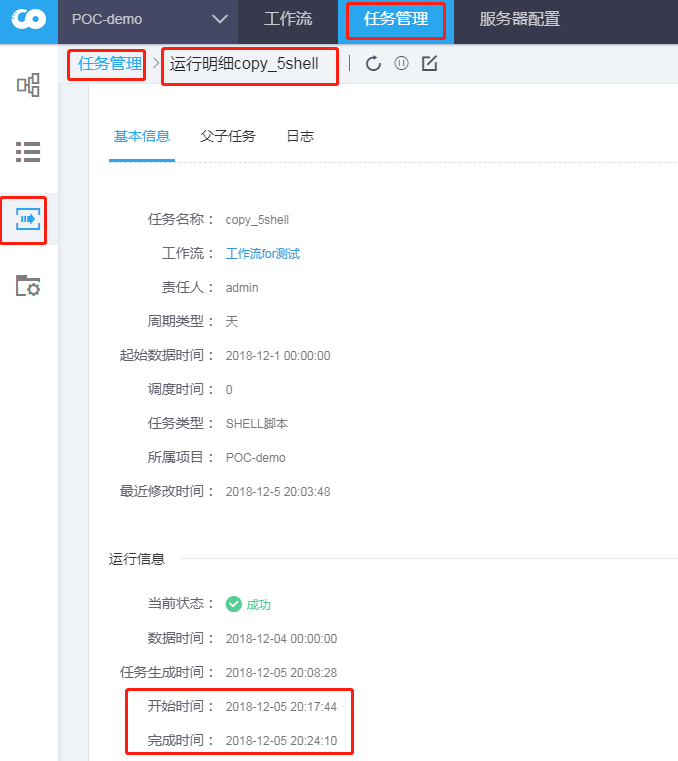 POC-demo 工作流 任务管理 服务器配置
任务管理 > 运行明细copy_5shell
基本信息 父子任务 日志
任务名称： copy_5shell
工作流： 工作流for测试
责任人： admin
周期类型： 天
起始数据时间： 2018-12-1 00:00:00
调度时间： 0
任务类型： SHELL脚本
所属项目： POC-demo
最近修改时间： 2018-12-5 20:03:48
运行信息
当前状态： 成功
数据时间： 2018-12-04 00:00:00
任务生成时间： 2018-12-05 20:08:28
开始时间： 2018-12-05 20:17:44
完成时间： 2018-12-05 20:24:10